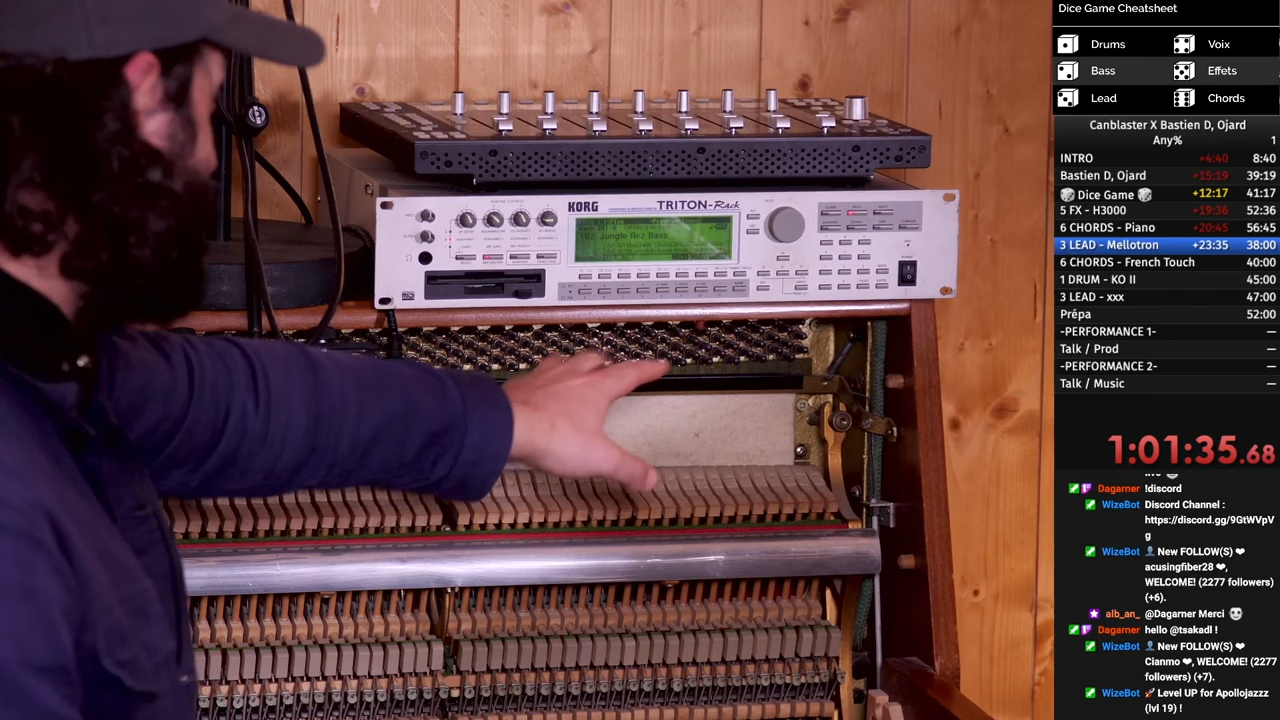 KORG
TRITON-Rack
102 Jungle Rez Bass
Dice Game Cheatsheet
Drums
Voix
Bass
Effets
Lead
Chords
Canblaster X Bastien D, Ojard
Any% 1
INTRO +4:40 8:40
Bastien D, Ojard +15:19 39:19
🎲 Dice Game 🎲 +12:17 41:17
5 FX - H3000 +19:36 52:36
6 CHORDS - Piano +20:45 56:45
3 LEAD - Mellotron +23:35 38:00
6 CHORDS - French Touch 40:00
1 DRUM - KO II 45:00
3 LEAD - xxx 47:00
Prépa 52:00
-PERFORMANCE 1- —
Talk / Prod —
-PERFORMANCE 2- —
Talk / Music —
1:01:35.68
Dagarner !discord
WizeBot Discord Channel :
https://discord.gg/9GtWVpV
g
WizeBot 👤 New FOLLOW(S) ❤
acusingfiber28 ❤,
WELCOME! (2277 followers)
(+6).
alb_an_ @Dagarner Merci
Dagarner hello @tsakadl !
WizeBot 👤 New FOLLOW(S) ❤
Cianmo ❤, WELCOME! (2277
followers) (+7).
WizeBot 🚀 Level UP for Apollojazzz
(lvl 19) !